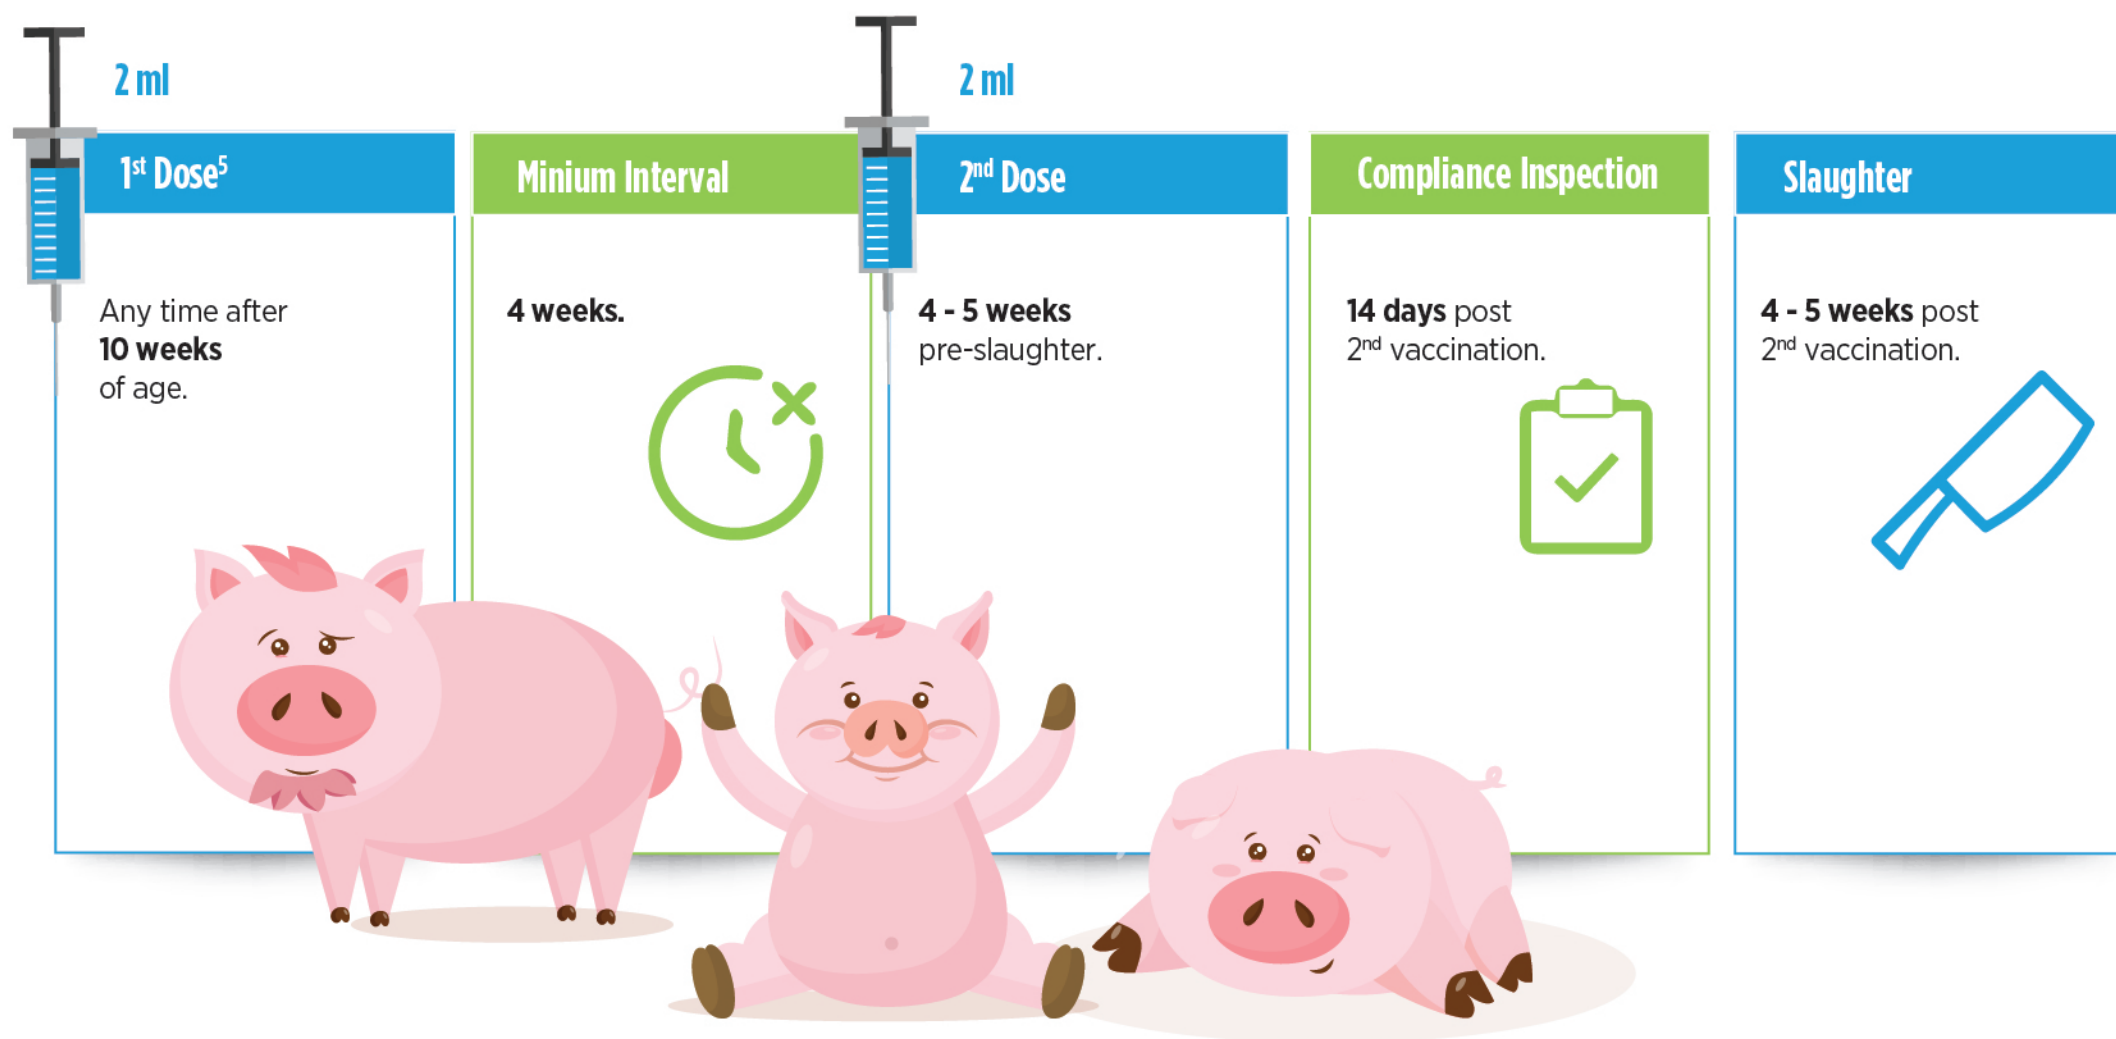 2 ml
1st Dose5
Any time after
10 weeks
of age.
Minium Interval
4 weeks.
2 ml
2nd Dose
4 - 5 weeks
pre-slaughter.
Compliance Inspection
14 days post
2nd vaccination.
Slaughter
4 - 5 weeks post
2nd vaccination.